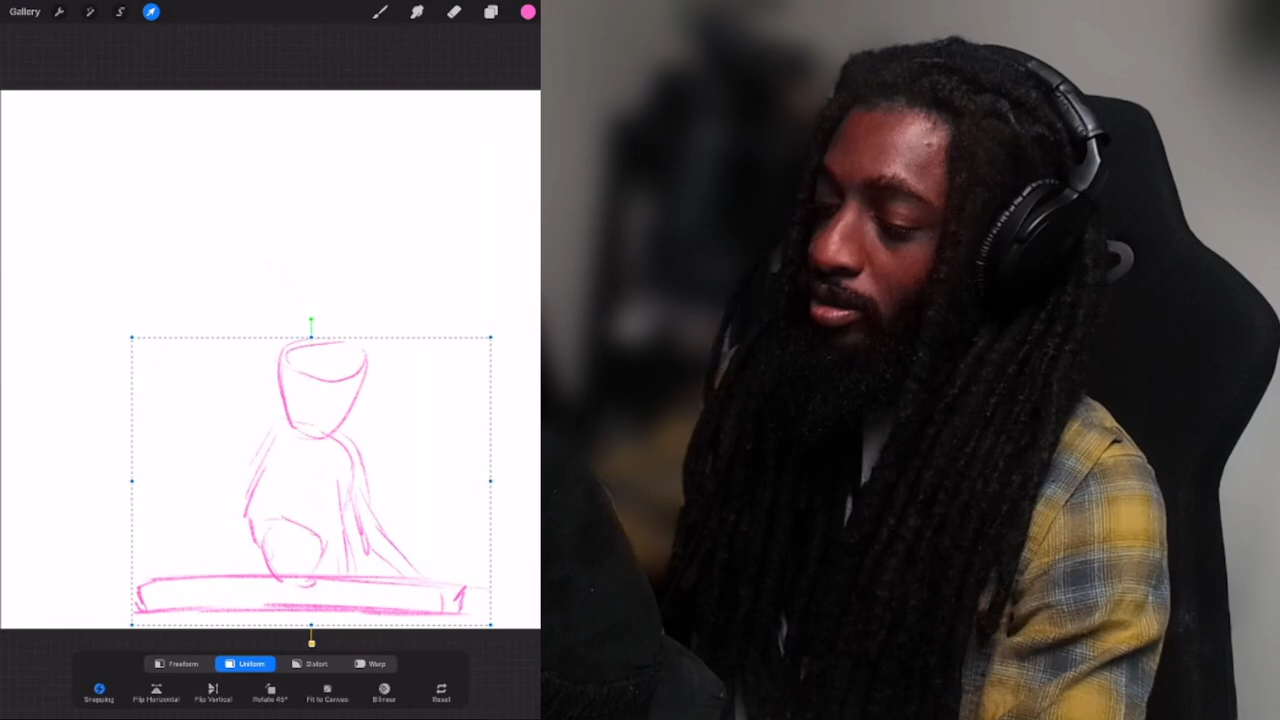 Gallery
Freeform Uniform Distort Warp
Snapping Flip Horizontal Flip Vertical Rotate 45° Fit to Canvas Bilinear Reset